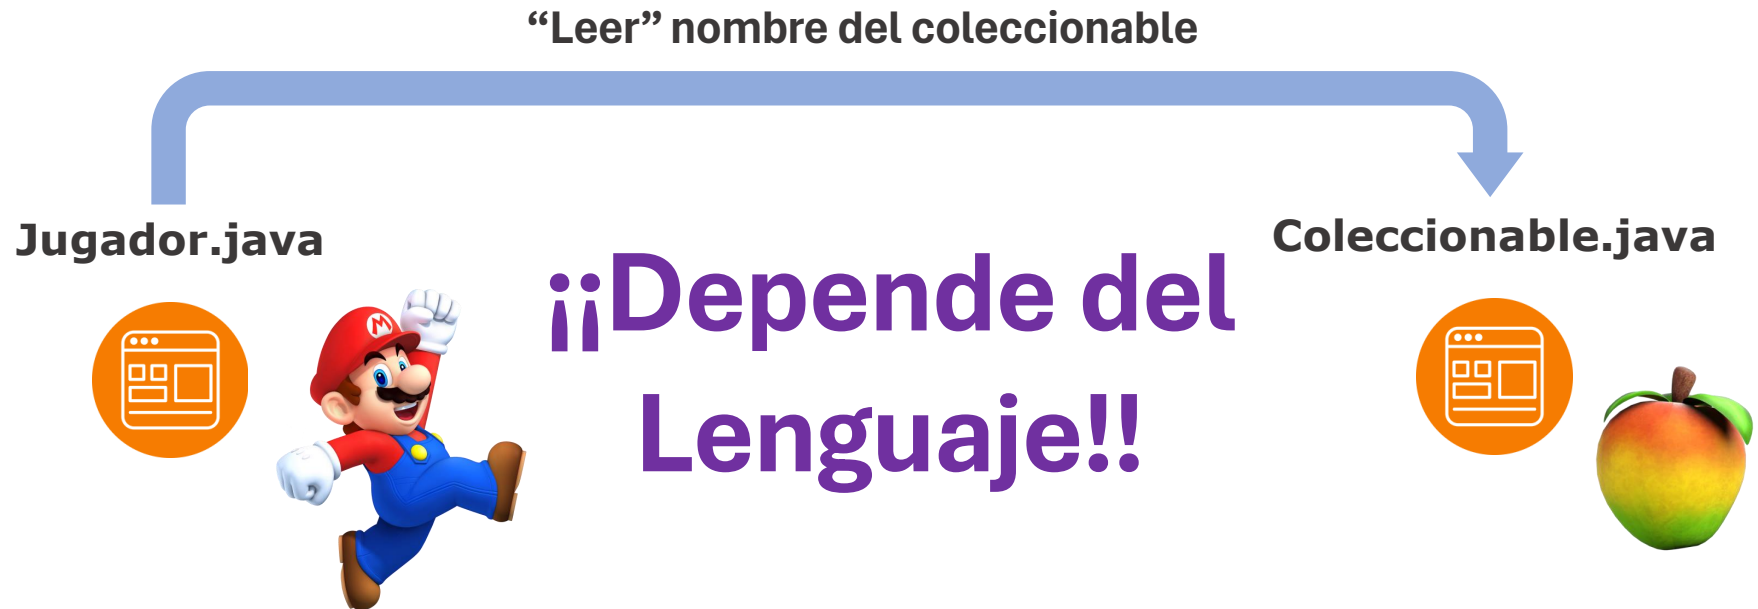 “Leer” nombre del coleccionable
Jugador.java
Coleccionable.java
¡¡Depende del
Lenguaje!!
M